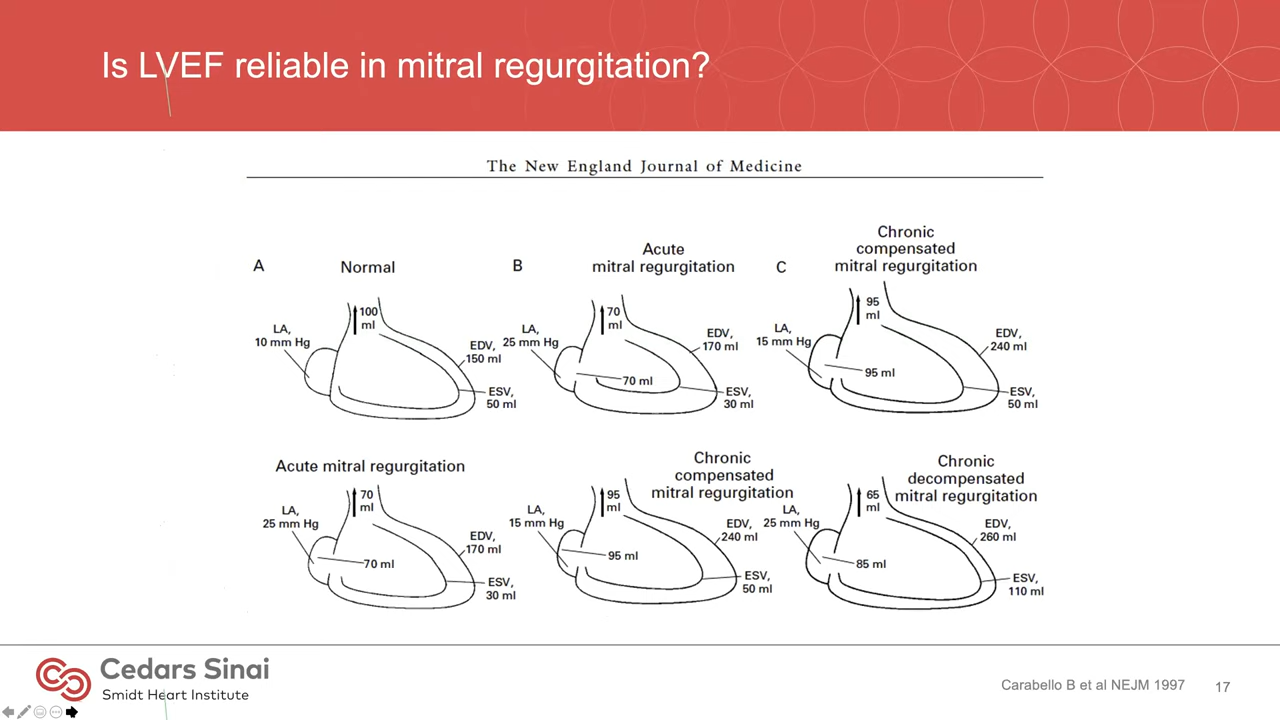 Is LVEF reliable in mitral regurgitation?
The New England Journal of Medicine
A
Normal
LA,
10 mm Hg
100
ml
EDV,
150 ml
ESV,
50 ml
B
Acute
mitral regurgitation
LA,
25 mm Hg
70
ml
70 ml
EDV,
170 ml
ESV,
30 ml
C
Chronic
compensated
mitral regurgitation
LA,
15 mm Hg
95
ml
95 ml
EDV,
240 ml
ESV,
50 ml
Acute mitral regurgitation
LA,
25 mm Hg
70
ml
70 ml
EDV,
170 ml
ESV,
30 ml
Chronic
compensated
mitral regurgitation
LA,
15 mm Hg
95
ml
95 ml
EDV,
240 ml
ESV,
50 ml
Chronic
decompensated
mitral regurgitation
LA,
25 mm Hg
65
ml
85 ml
EDV,
260 ml
ESV,
110 ml
Cedars Sinai
Smidt Heart Institute
Carabello B et al NEJM 1997
17